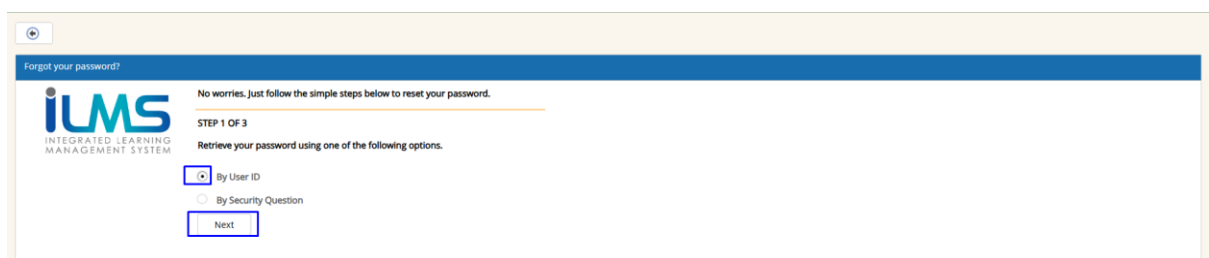 Forgot your password?
iLMS
INTEGRATED LEARNING
MANAGEMENT SYSTEM
No worries. Just follow the simple steps below to reset your password.
STEP 1 OF 3
Retrieve your password using one of the following options.
By User ID
By Security Question
Next